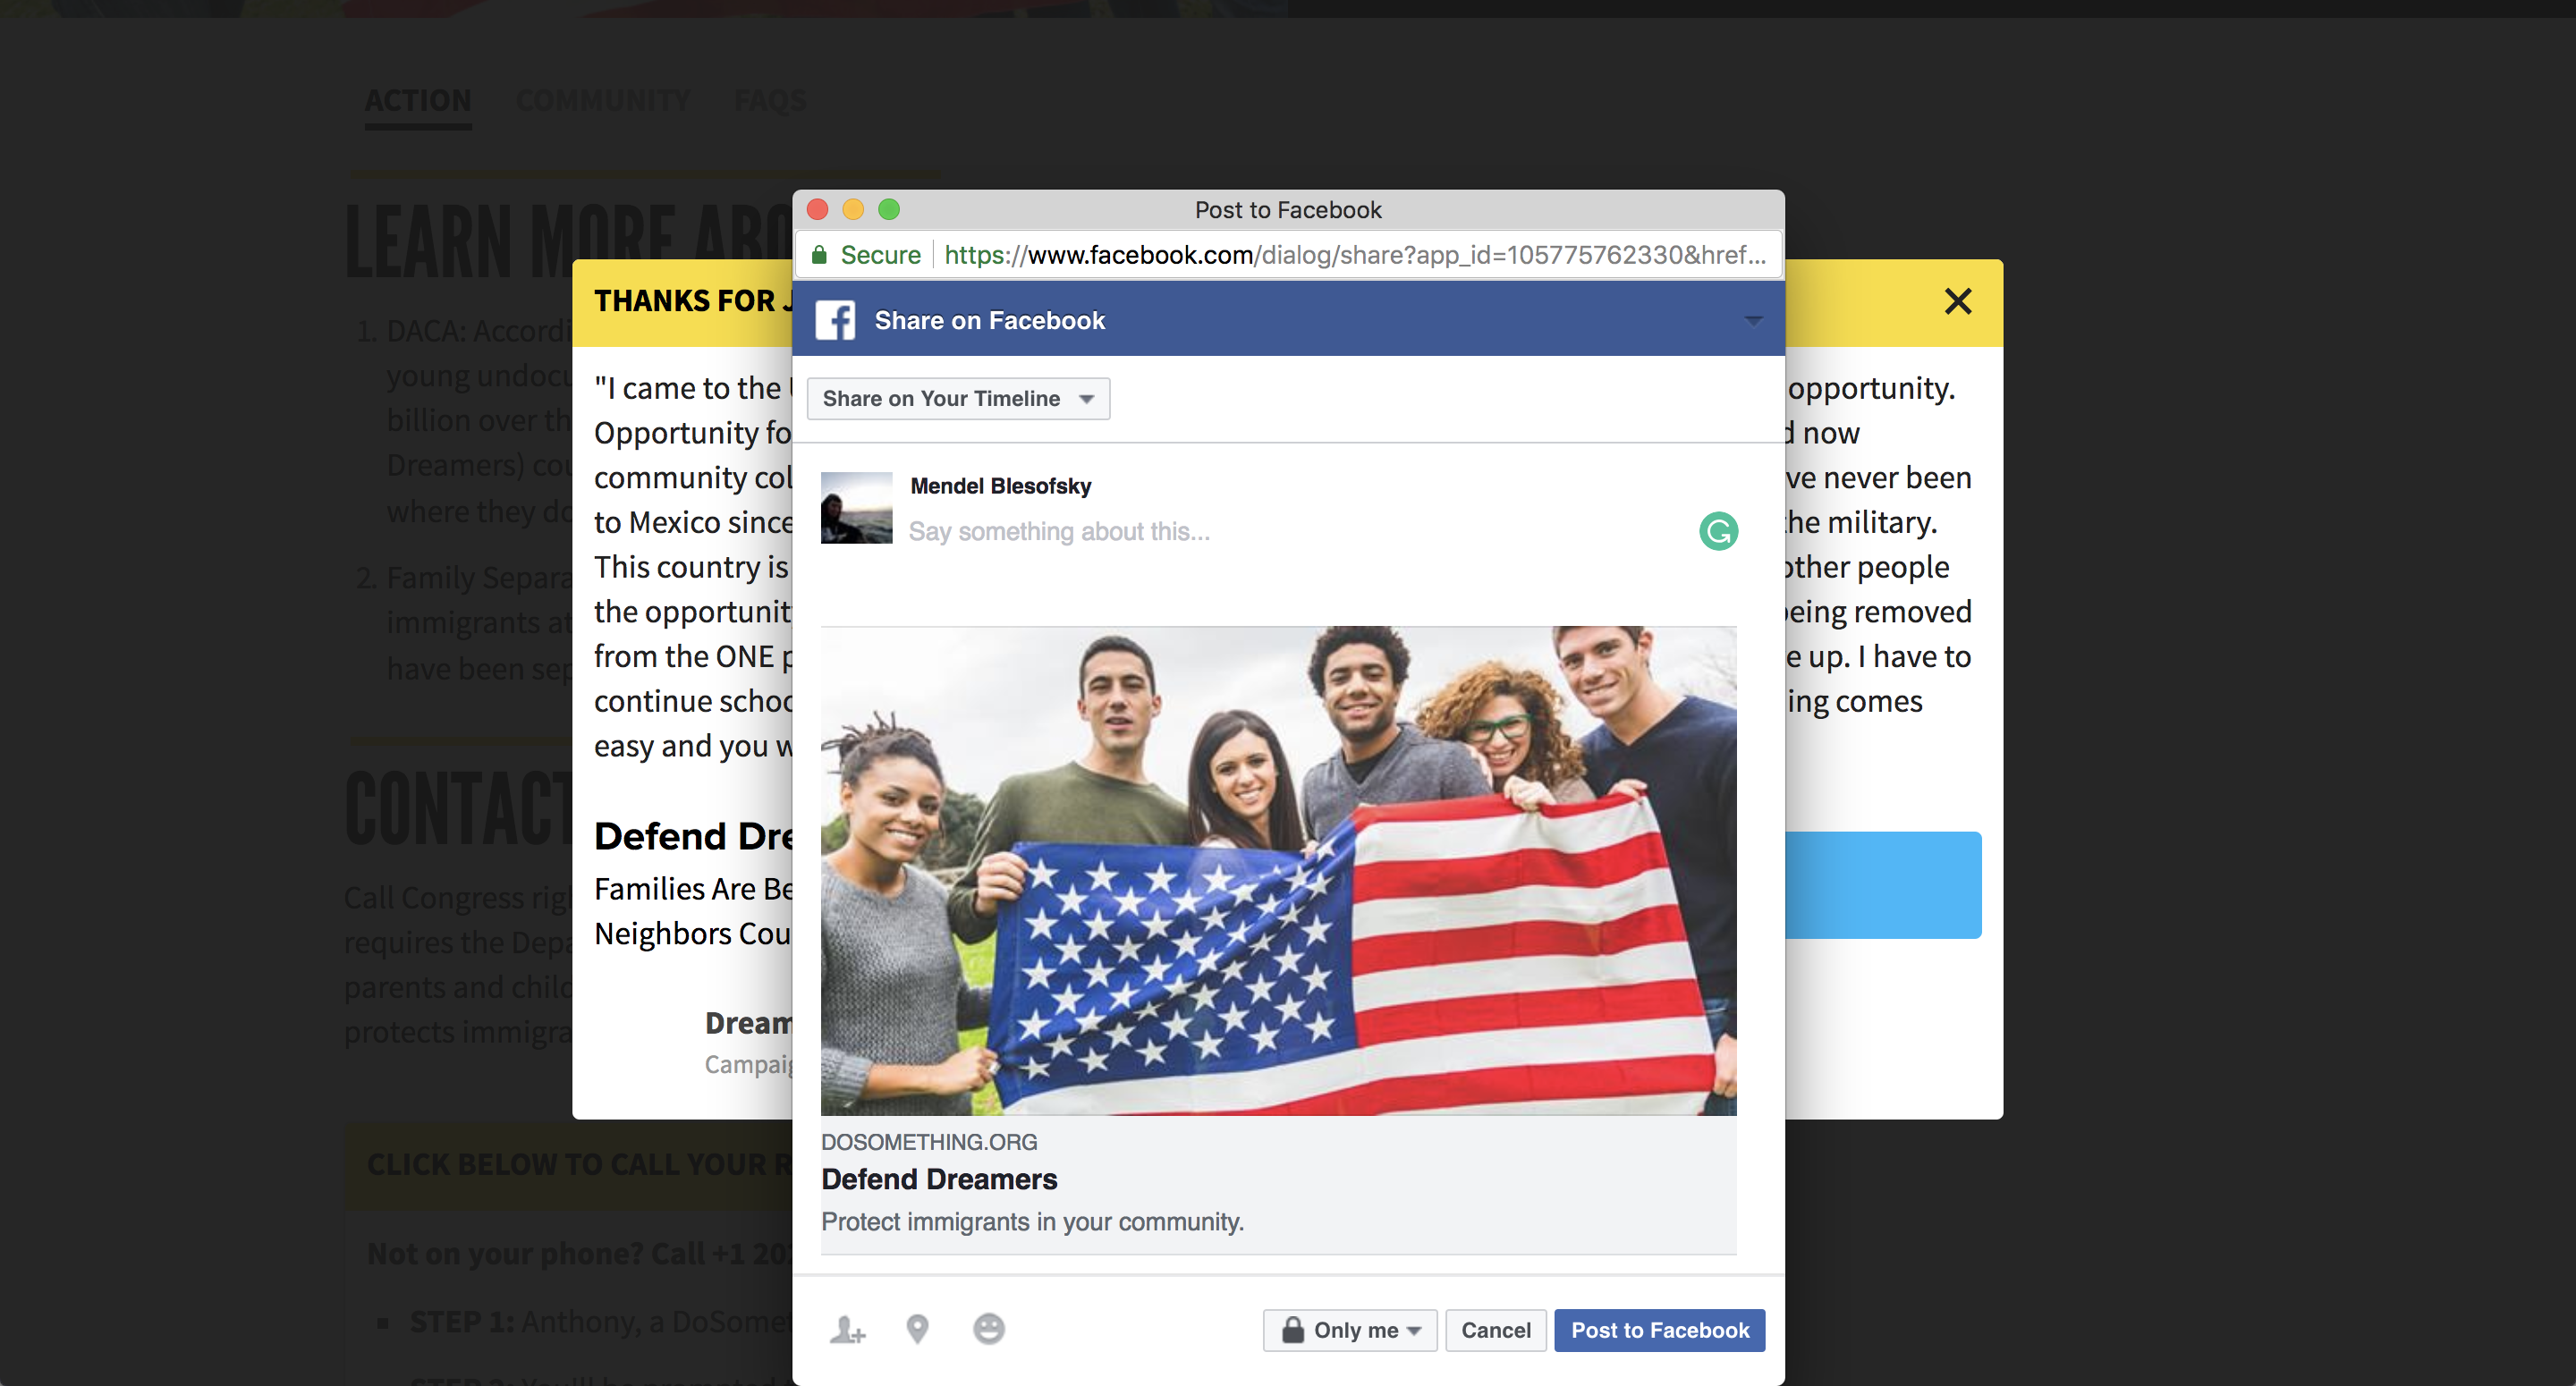 ACTION COMMUNITY FAQS
LEARN MORE
1. DACA: Accordi
young undocu
billion over th
Dreamers) cou
where they do
2. Family Separa
immigrants at
have been sep
CONTACT
Call Congress righ
requires the Depa
parents and child
protects immigra
CLICK BELOW TO CALL YOUR R
Not on your phone? Call +1 202
STEP 1: Anthony, a DoSomet
THANKS FOR J
"I came to the U
Opportunity fo
community col
to Mexico since
This country is
the opportunit
from the ONE p
continue schoo
easy and you w
opportunity.
d now
ve never been
the military.
other people
being removed
e up. I have to
ing comes
Defend Dre
Families Are Be
Neighbors Cou
Dream
Campaig
Post to Facebook
Secure https://www.facebook.com/dialog/share?app_id=105775762330&href...
Share on Facebook
Share on Your Timeline
Mendel Blesofsky
Say something about this...
DOSOMETHING.ORG
Defend Dreamers
Protect immigrants in your community.
Only me Cancel Post to Facebook